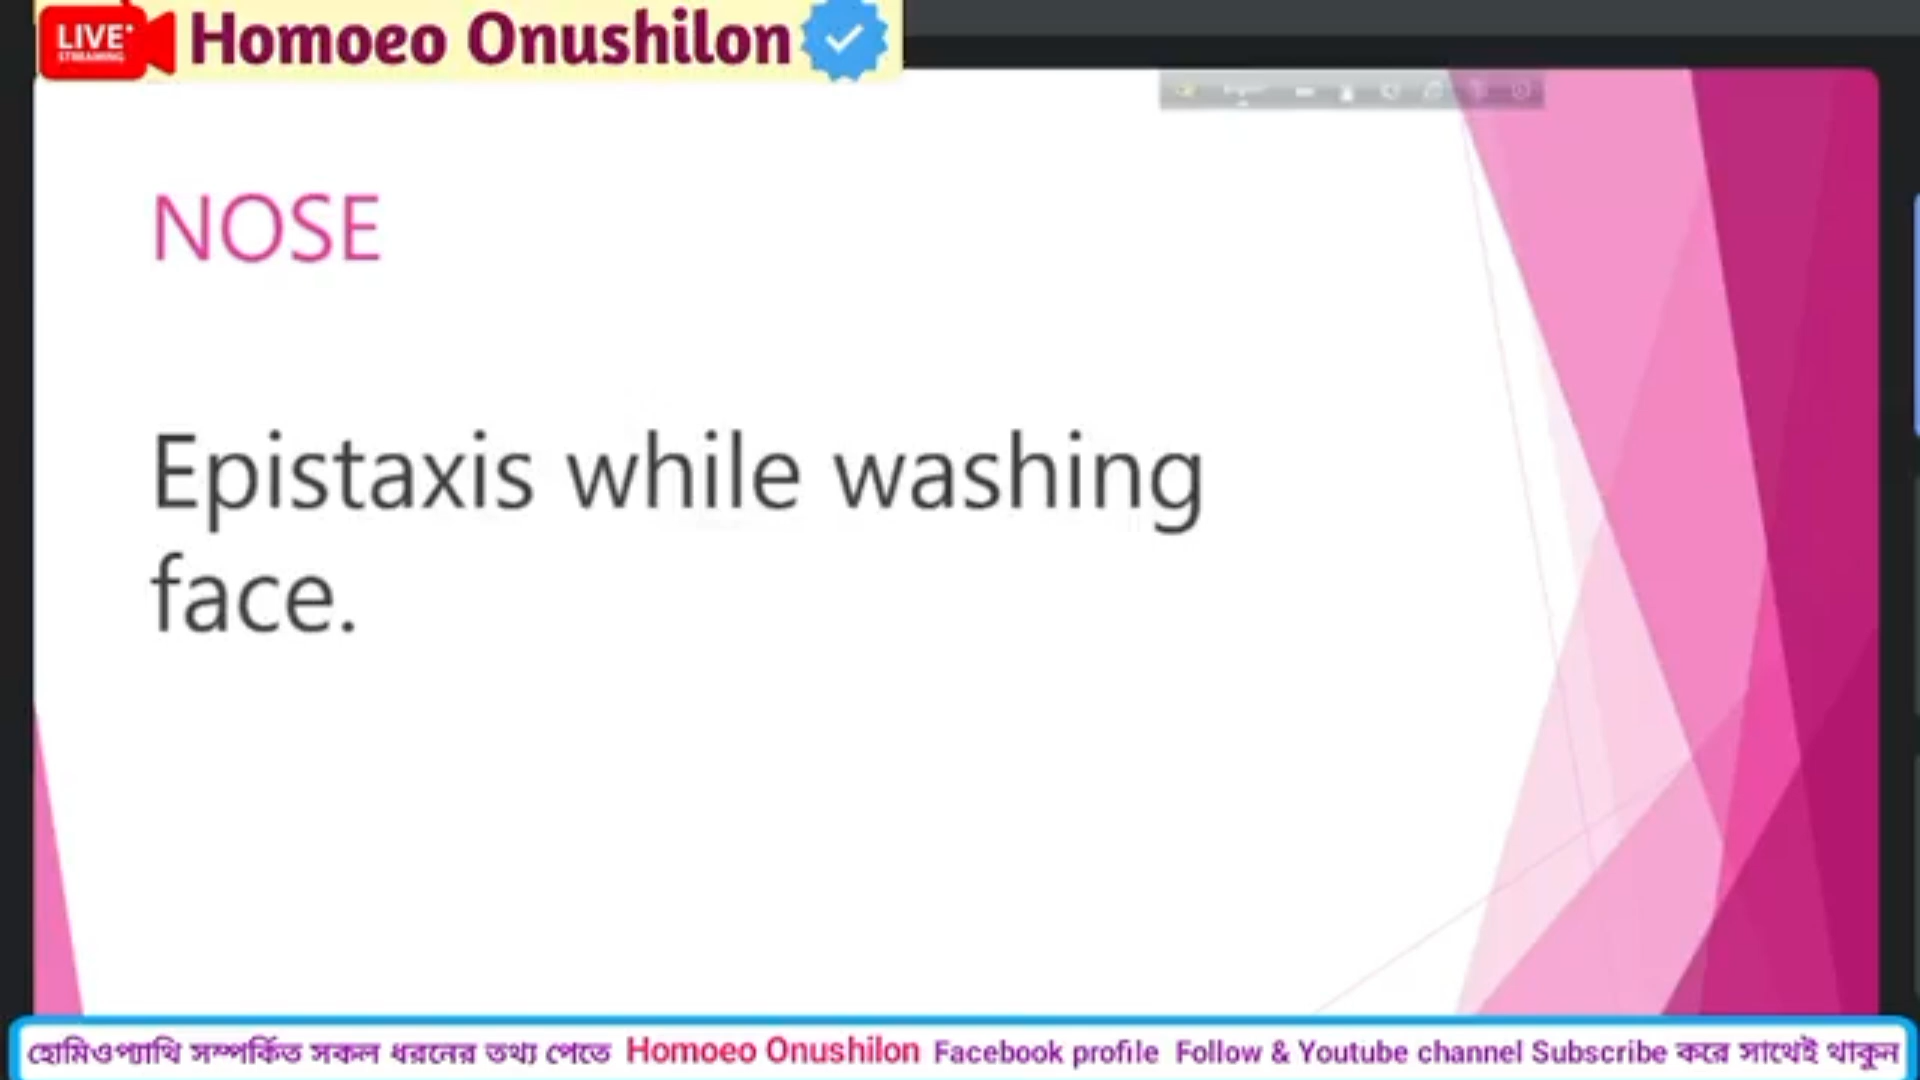 LIVE
STREAMING
Homoeo Onushilon
NOSE
Epistaxis while washing
face.
হোমিওপ্যাথি সম্পর্কিত সকল ধরনের তথ্য পেতে Homoeo Onushilon Facebook profile Follow & Youtube channel Subscribe করে সাথেই থাকুন